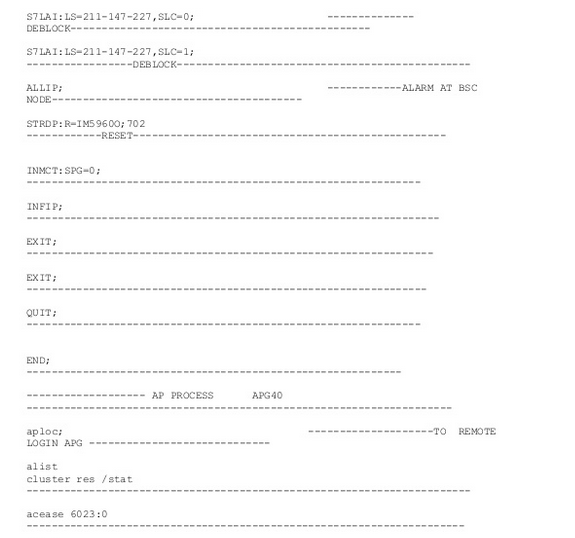 S7LAI:LS=211-147-227,SLC=0;                --------------
DEBLOCK------------------------------------------------
S7LAI:LS=211-147-227,SLC=1;
-----------------DEBLOCK-----------------------------------------------
ALLIP;                                          ------------ALARM AT BSC
NODE----------------------------------------
STRDP:R=IM5960O;702
------------RESET--------------------------------------------------
INMCT:SPG=0;
---------------------------------------------------------------
INFIP;
------------------------------------------------------------------
EXIT;
-----------------------------------------------------------------
EXIT;
----------------------------------------------------------------
QUIT;
---------------------------------------------------------------
END;
------------------------------------------------------------
------------------- AP PROCESS      APG40
--------------------------------------------------------------------
aploc;                                       --------------------TO  REMOTE
LOGIN APG -----------------------------
alist
cluster res /stat
-----------------------------------------------------------------------
acease 6023:0
----------------------------------------------------------------------